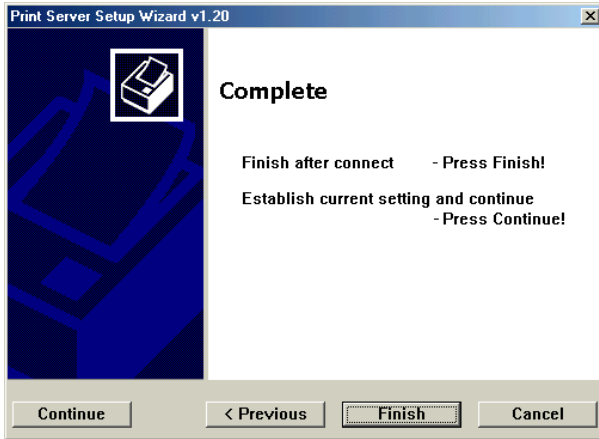 Print Server Setup Wizard v1.20
Complete
Finish after connect - Press Finish!
Establish current setting and continue
- Press Continue!
Continue
< Previous
Finish
Cancel